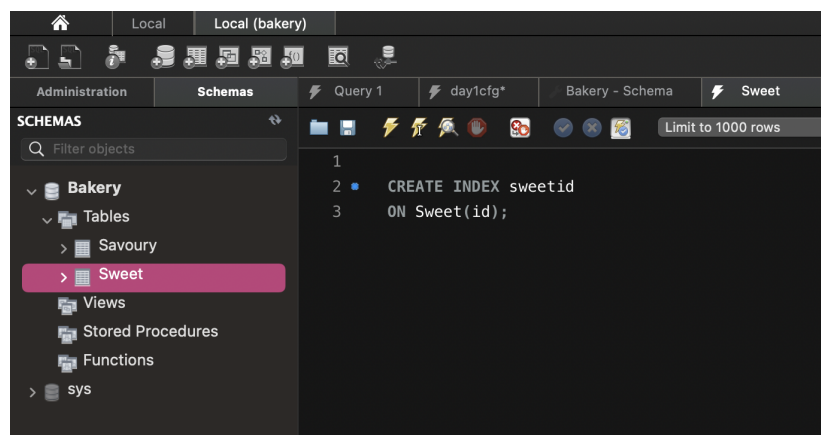 Local
Local (bakery)
Administration
Schemas
Query 1
day1cfg*
Bakery - Schema
Sweet
SCHEMAS
Limit to 1000 rows
Filter objects
Bakery
Tables
Savoury
Sweet
Views
Stored Procedures
Functions
sys
1
2 CREATE INDEX sweetid
3 ON Sweet(id);